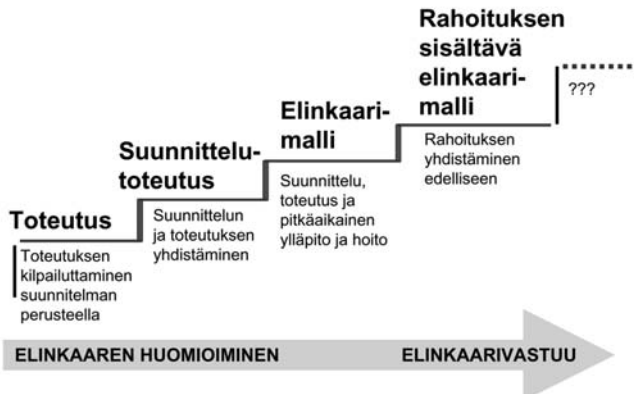 Toteutus
Toteutuksen
kilpailuttaminen
suunnitelman
perusteella
Suunnittelu-
toteutus
Suunnittelun
ja toteutuksen
yhdistäminen
Elinkaari-
malli
Suunnittelu,
toteutus ja
pitkäaikainen
ylläpito ja hoito
Rahoituksen
sisältävä
elinkaari-
malli
Rahoituksen
yhdistäminen
edelliseen
???
ELINKAAREN HUOMIOIMINEN
ELINKAARIVASTUU